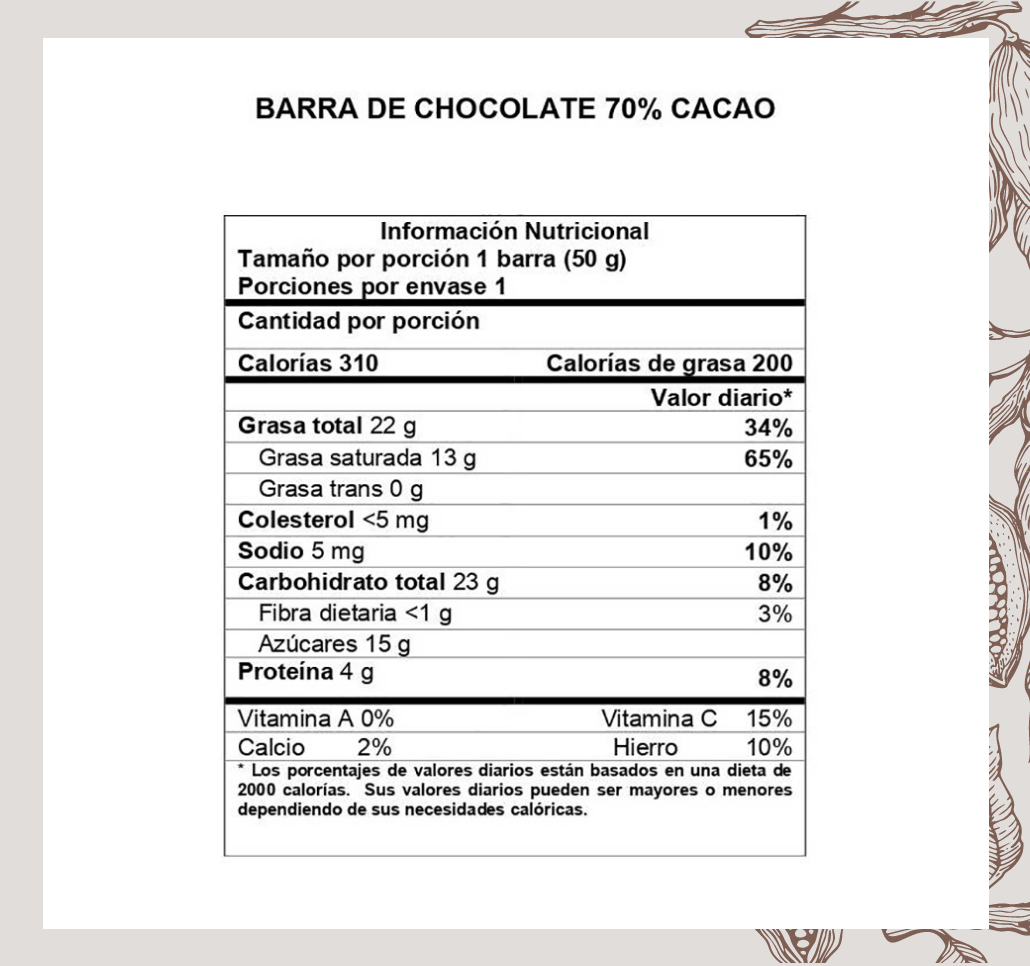 BARRA DE CHOCOLATE 70% CACAO
Información Nutricional
Tamaño por porción 1 barra (50 g)
Porciones por envase 1
Cantidad por porción
Calorías 310 Calorías de grasa 200
Valor diario*
Grasa total 22 g 34%
Grasa saturada 13 g 65%
Grasa trans 0 g
Colesterol <5 mg 1%
Sodio 5 mg 10%
Carbohidrato total 23 g 8%
Fibra dietaria <1 g 3%
Azúcares 15 g
Proteína 4 g 8%
Vitamina A 0% Vitamina C 15%
Calcio 2% Hierro 10%
* Los porcentajes de valores diarios están basados en una dieta de
2000 calorías. Sus valores diarios pueden ser mayores o menores
dependiendo de sus necesidades calóricas.